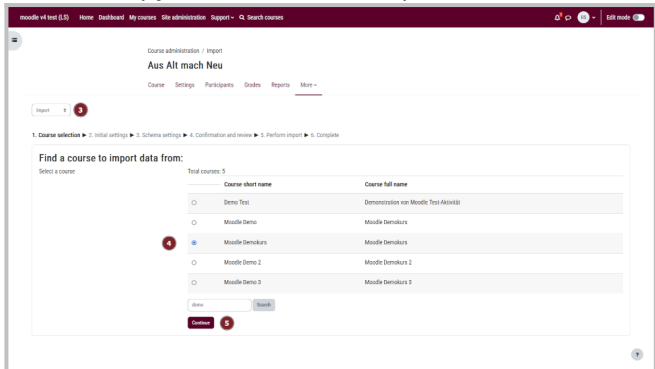 moodle v4 test (LS) Home Dashboard My courses Site administration Support Search courses ES Edit mode
Course administration / Import
Aus Alt mach Neu
Course Settings Participants Grades Reports More
Import 3
1. Course selection ► 2. Initial settings ► 3. Schema settings ► 4. Confirmation and review ► 5. Perform import ► 6. Complete
Find a course to import data from:
Select a course Total courses: 5
Course short name Course full name
Demo Test Demonstration von Moodle Test-Aktivität
Moodle Demo Moodle Demokurs
4 Moodle Demokurs Moodle Demokurs
Moodle Demo 2 Moodle Demokurs 2
Moodle Demo 3 Moodle Demokurs 3
demo Search
Continue 5
?